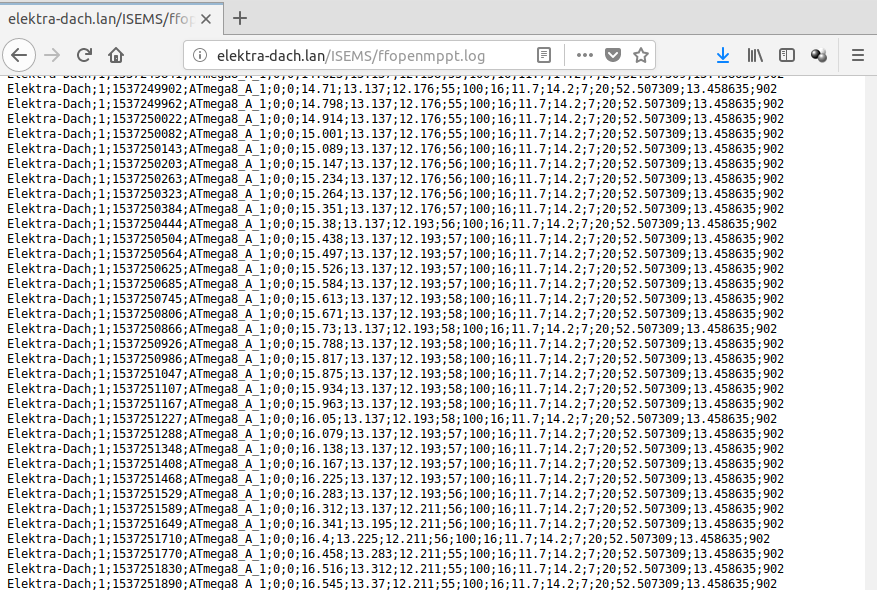 elektra-dach.lan/ISEMS/ffop
elektra-dach.lan/ISEMS/ffopenmppt.log
Elektra-Dach;1;1537249902;ATmega8_A_1;0;0;14.71;13.137;12.176;55;100;16;11.7;14.2;7;20;52.507309;13.458635;902
Elektra-Dach;1;1537249962;ATmega8_A_1;0;0;14.798;13.137;12.176;55;100;16;11.7;14.2;7;20;52.507309;13.458635;902
Elektra-Dach;1;1537250022;ATmega8_A_1;0;0;14.914;13.137;12.176;55;100;16;11.7;14.2;7;20;52.507309;13.458635;902
Elektra-Dach;1;1537250082;ATmega8_A_1;0;0;15.001;13.137;12.176;55;100;16;11.7;14.2;7;20;52.507309;13.458635;902
Elektra-Dach;1;1537250143;ATmega8_A_1;0;0;15.089;13.137;12.176;56;100;16;11.7;14.2;7;20;52.507309;13.458635;902
Elektra-Dach;1;1537250203;ATmega8_A_1;0;0;15.147;13.137;12.176;56;100;16;11.7;14.2;7;20;52.507309;13.458635;902
Elektra-Dach;1;1537250263;ATmega8_A_1;0;0;15.234;13.137;12.176;56;100;16;11.7;14.2;7;20;52.507309;13.458635;902
Elektra-Dach;1;1537250323;ATmega8_A_1;0;0;15.264;13.137;12.176;56;100;16;11.7;14.2;7;20;52.507309;13.458635;902
Elektra-Dach;1;1537250384;ATmega8_A_1;0;0;15.351;13.137;12.176;57;100;16;11.7;14.2;7;20;52.507309;13.458635;902
Elektra-Dach;1;1537250444;ATmega8_A_1;0;0;15.38;13.137;12.193;56;100;16;11.7;14.2;7;20;52.507309;13.458635;902
Elektra-Dach;1;1537250504;ATmega8_A_1;0;0;15.438;13.137;12.193;57;100;16;11.7;14.2;7;20;52.507309;13.458635;902
Elektra-Dach;1;1537250564;ATmega8_A_1;0;0;15.497;13.137;12.193;57;100;16;11.7;14.2;7;20;52.507309;13.458635;902
Elektra-Dach;1;1537250625;ATmega8_A_1;0;0;15.526;13.137;12.193;57;100;16;11.7;14.2;7;20;52.507309;13.458635;902
Elektra-Dach;1;1537250685;ATmega8_A_1;0;0;15.584;13.137;12.193;57;100;16;11.7;14.2;7;20;52.507309;13.458635;902
Elektra-Dach;1;1537250745;ATmega8_A_1;0;0;15.613;13.137;12.193;58;100;16;11.7;14.2;7;20;52.507309;13.458635;902
Elektra-Dach;1;1537250806;ATmega8_A_1;0;0;15.671;13.137;12.193;58;100;16;11.7;14.2;7;20;52.507309;13.458635;902
Elektra-Dach;1;1537250866;ATmega8_A_1;0;0;15.73;13.137;12.193;58;100;16;11.7;14.2;7;20;52.507309;13.458635;902
Elektra-Dach;1;1537250926;ATmega8_A_1;0;0;15.788;13.137;12.193;58;100;16;11.7;14.2;7;20;52.507309;13.458635;902
Elektra-Dach;1;1537250986;ATmega8_A_1;0;0;15.817;13.137;12.193;58;100;16;11.7;14.2;7;20;52.507309;13.458635;902
Elektra-Dach;1;1537251047;ATmega8_A_1;0;0;15.875;13.137;12.193;58;100;16;11.7;14.2;7;20;52.507309;13.458635;902
Elektra-Dach;1;1537251107;ATmega8_A_1;0;0;15.934;13.137;12.193;58;100;16;11.7;14.2;7;20;52.507309;13.458635;902
Elektra-Dach;1;1537251167;ATmega8_A_1;0;0;15.963;13.137;12.193;58;100;16;11.7;14.2;7;20;52.507309;13.458635;902
Elektra-Dach;1;1537251227;ATmega8_A_1;0;0;16.05;13.137;12.193;58;100;16;11.7;14.2;7;20;52.507309;13.458635;902
Elektra-Dach;1;1537251288;ATmega8_A_1;0;0;16.079;13.137;12.193;57;100;16;11.7;14.2;7;20;52.507309;13.458635;902
Elektra-Dach;1;1537251348;ATmega8_A_1;0;0;16.138;13.137;12.193;57;100;16;11.7;14.2;7;20;52.507309;13.458635;902
Elektra-Dach;1;1537251408;ATmega8_A_1;0;0;16.167;13.137;12.193;57;100;16;11.7;14.2;7;20;52.507309;13.458635;902
Elektra-Dach;1;1537251468;ATmega8_A_1;0;0;16.225;13.137;12.193;57;100;16;11.7;14.2;7;20;52.507309;13.458635;902
Elektra-Dach;1;1537251529;ATmega8_A_1;0;0;16.283;13.137;12.193;56;100;16;11.7;14.2;7;20;52.507309;13.458635;902
Elektra-Dach;1;1537251589;ATmega8_A_1;0;0;16.312;13.137;12.211;56;100;16;11.7;14.2;7;20;52.507309;13.458635;902
Elektra-Dach;1;1537251649;ATmega8_A_1;0;0;16.341;13.195;12.211;56;100;16;11.7;14.2;7;20;52.507309;13.458635;902
Elektra-Dach;1;1537251710;ATmega8_A_1;0;0;16.4;13.225;12.211;56;100;16;11.7;14.2;7;20;52.507309;13.458635;902
Elektra-Dach;1;1537251770;ATmega8_A_1;0;0;16.458;13.283;12.211;55;100;16;11.7;14.2;7;20;52.507309;13.458635;902
Elektra-Dach;1;1537251830;ATmega8_A_1;0;0;16.516;13.312;12.211;55;100;16;11.7;14.2;7;20;52.507309;13.458635;902
Elektra-Dach;1;1537251890;ATmega8_A_1;0;0;16.545;13.37;12.211;55;100;16;11.7;14.2;7;20;52.507309;13.458635;902